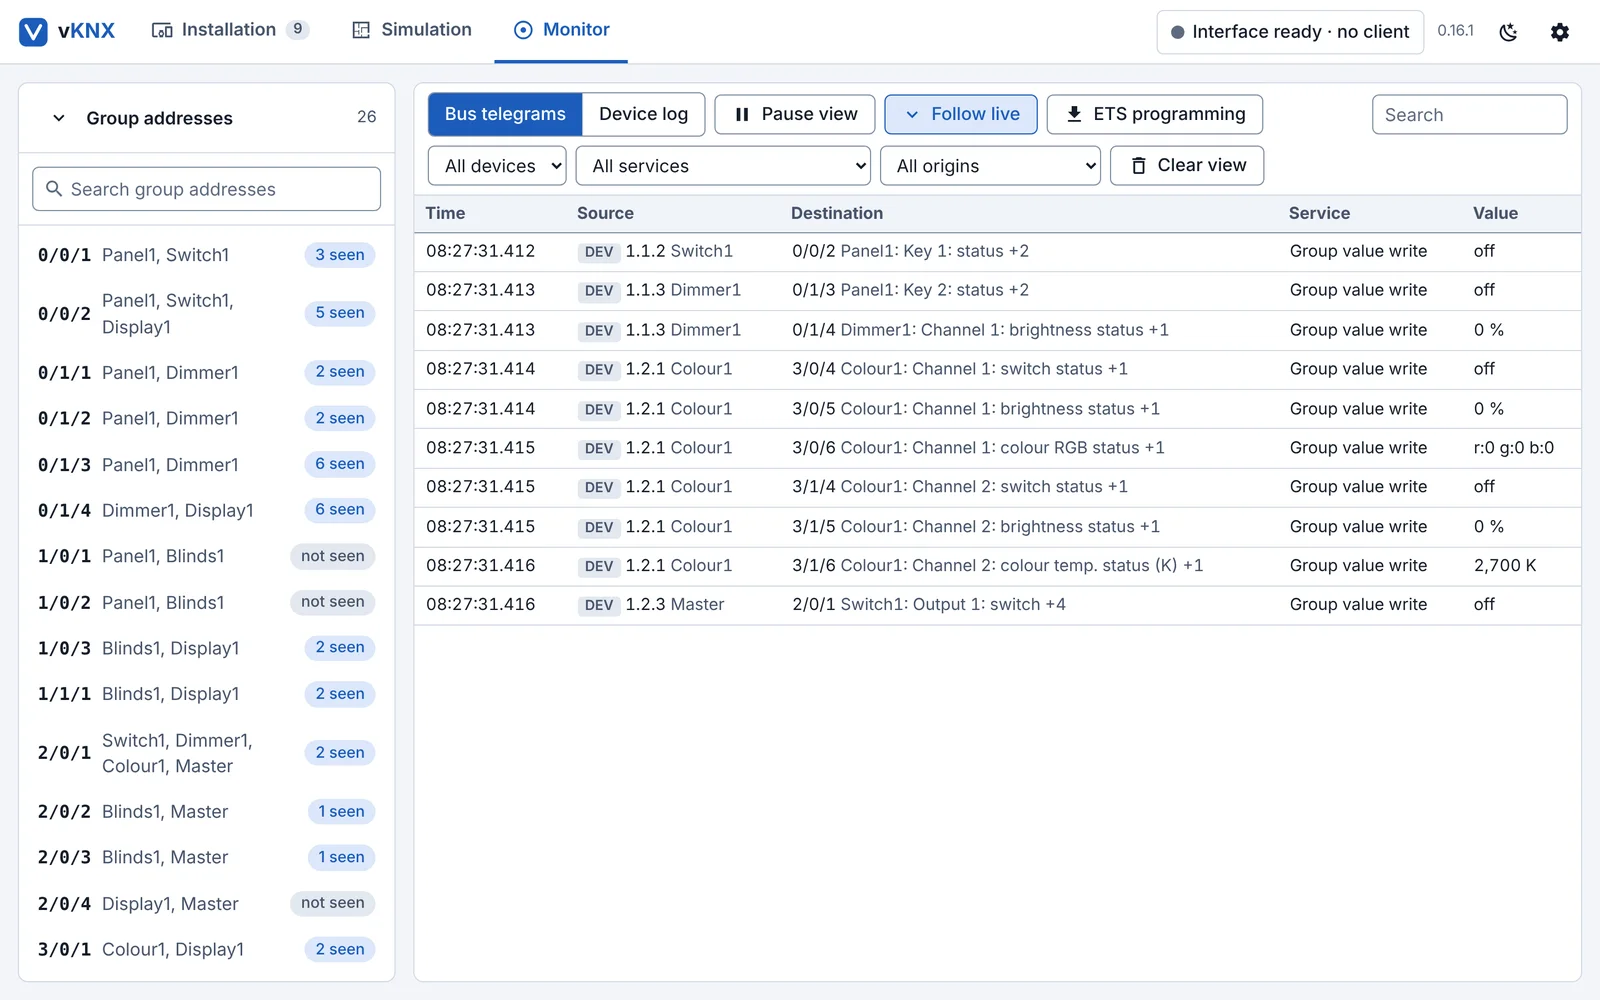 vKNX
Installation 9
Simulation
Monitor
Interface ready · no client
0.16.1
Group addresses 26
Search group addresses
0/0/1 Panel1, Switch1 3 seen
0/0/2 Panel1, Switch1, Display1 5 seen
0/1/1 Panel1, Dimmer1 2 seen
0/1/2 Panel1, Dimmer1 2 seen
0/1/3 Panel1, Dimmer1 6 seen
0/1/4 Dimmer1, Display1 6 seen
1/0/1 Panel1, Blinds1 not seen
1/0/2 Panel1, Blinds1 not seen
1/0/3 Blinds1, Display1 2 seen
1/1/1 Blinds1, Display1 2 seen
2/0/1 Switch1, Dimmer1, Colour1, Master 2 seen
2/0/2 Blinds1, Master 1 seen
2/0/3 Blinds1, Master 1 seen
2/0/4 Display1, Master not seen
3/0/1 Colour1, Display1 2 seen
Bus telegrams Device log Pause view Follow live ETS programming Search
All devices All services All origins Clear view
Time Source Destination Service Value
08:27:31.412 DEV 1.1.2 Switch1 0/0/2 Panel1: Key 1: status +2 Group value write off
08:27:31.413 DEV 1.1.3 Dimmer1 0/1/3 Panel1: Key 2: status +2 Group value write off
08:27:31.413 DEV 1.1.3 Dimmer1 0/1/4 Dimmer1: Channel 1: brightness status +1 Group value write 0 %
08:27:31.414 DEV 1.2.1 Colour1 3/0/4 Colour1: Channel 1: switch status +1 Group value write off
08:27:31.414 DEV 1.2.1 Colour1 3/0/5 Colour1: Channel 1: brightness status +1 Group value write 0 %
08:27:31.415 DEV 1.2.1 Colour1 3/0/6 Colour1: Channel 1: colour RGB status +1 Group value write r:0 g:0 b:0
08:27:31.415 DEV 1.2.1 Colour1 3/1/4 Colour1: Channel 2: switch status +1 Group value write off
08:27:31.415 DEV 1.2.1 Colour1 3/1/5 Colour1: Channel 2: brightness status +1 Group value write 0 %
08:27:31.416 DEV 1.2.1 Colour1 3/1/6 Colour1: Channel 2: colour temp. status (K) +1 Group value write 2,700 K
08:27:31.416 DEV 1.2.3 Master 2/0/1 Switch1: Output 1: switch +4 Group value write off